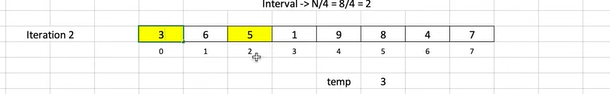 Interval -> N/4 = 8/4 = 2
Iteration 2 3 6 5 1 9 8 4 7
0 1 2 3 4 5 6 7
temp 3